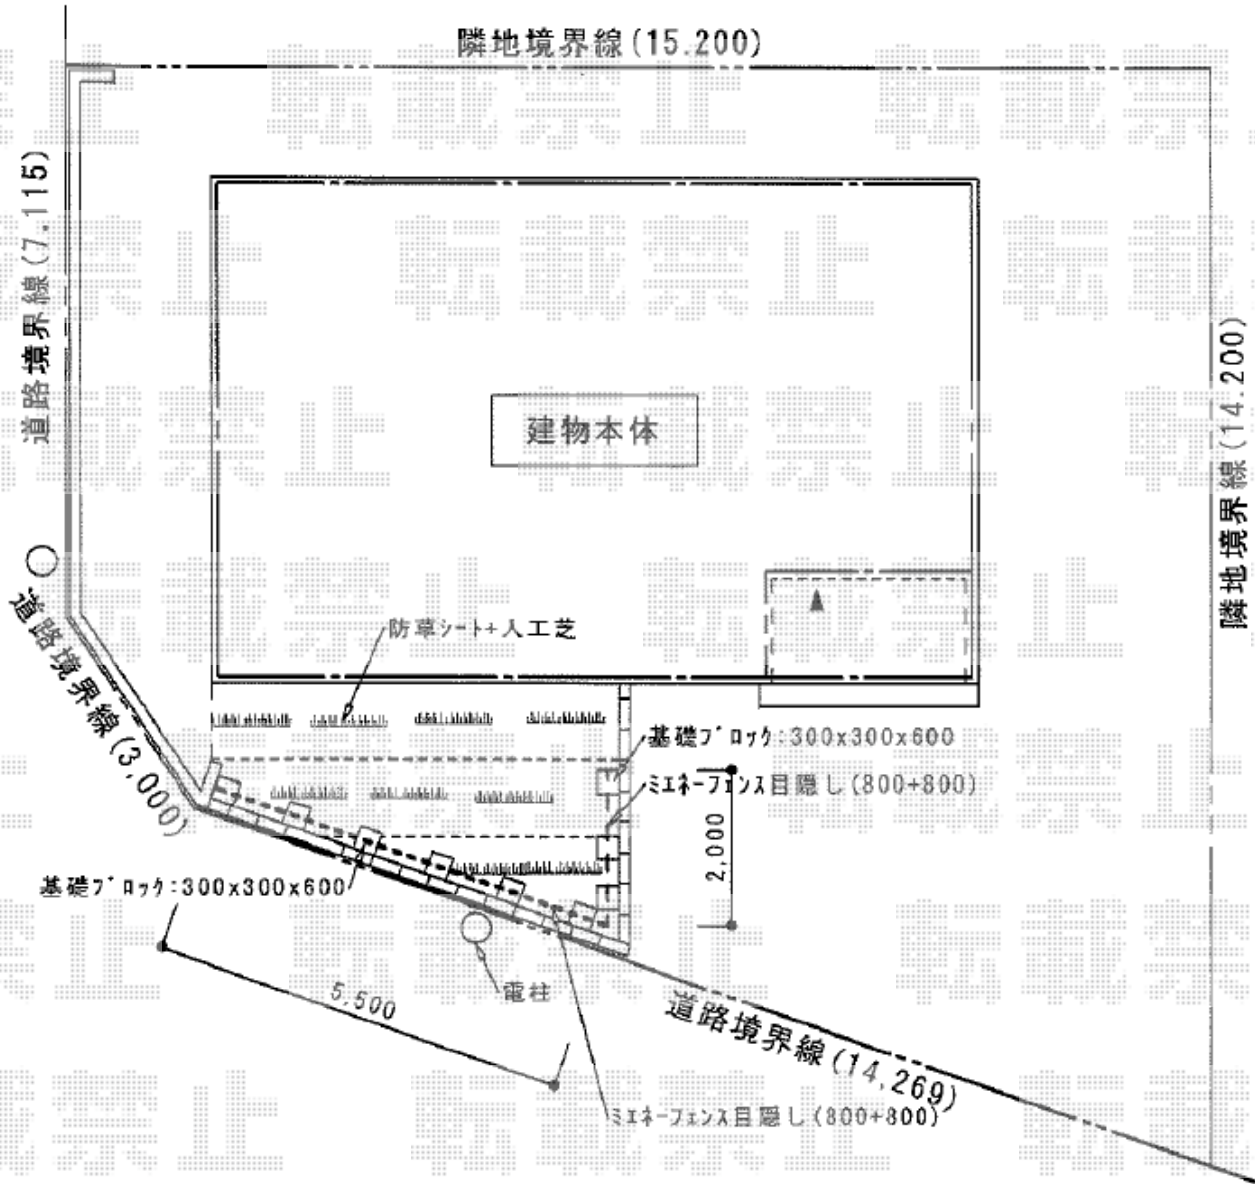 隣地境界線(15.200)
道路境界線(7.115)
隣地境界線(14.200)
建物本体
道路境界線(3,000)
防草シート+人工芝
基礎ブロック:300x300x600
ミエネーフェンス目隠し(800+800)
2,000
基礎ブロック:300x300x600
5,500
電柱
道路境界線(14,269)
ミエネーフェンス目隠し(800+800)
転載禁止